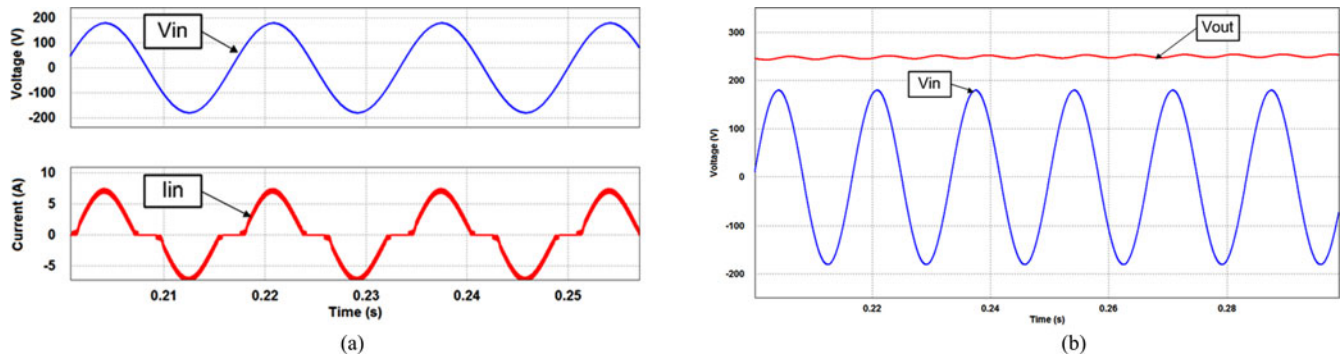 200
100
0
-100
-200
Voltage (V)
Vin
10
5
0
-5
Current (A)
Iin
0.21 0.22 0.23 0.24 0.25
Time (s)
(a)
300
200
100
0
-100
-200
Voltage (V)
Vout
Vin
0.22 0.24 0.26 0.28
Time (s)
(b)